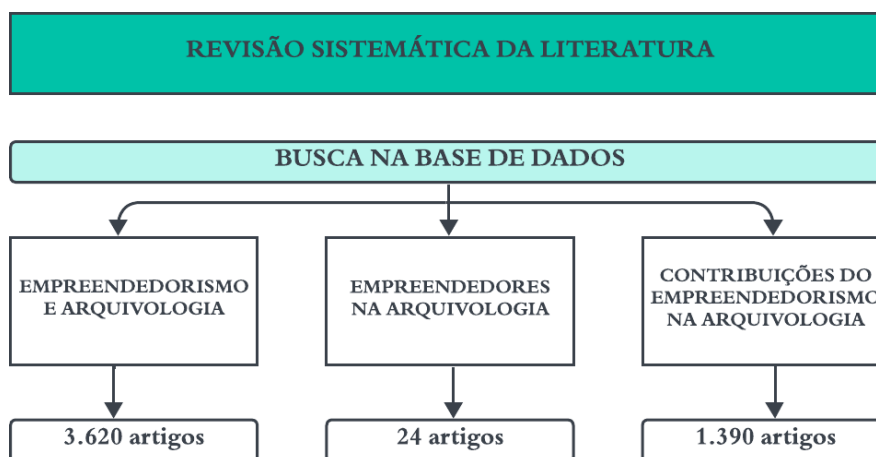 REVISÃO SISTEMÁTICA DA LITERATURA
BUSCA NA BASE DE DADOS
EMPREENDEDORISMO
E ARQUIVOLOGIA
EMPREENDEDORES
NA ARQUIVOLOGIA
CONTRIBUIÇÕES DO
EMPREENDEDORISMO
NA ARQUIVOLOGIA
3.620 artigos
24 artigos
1.390 artigos